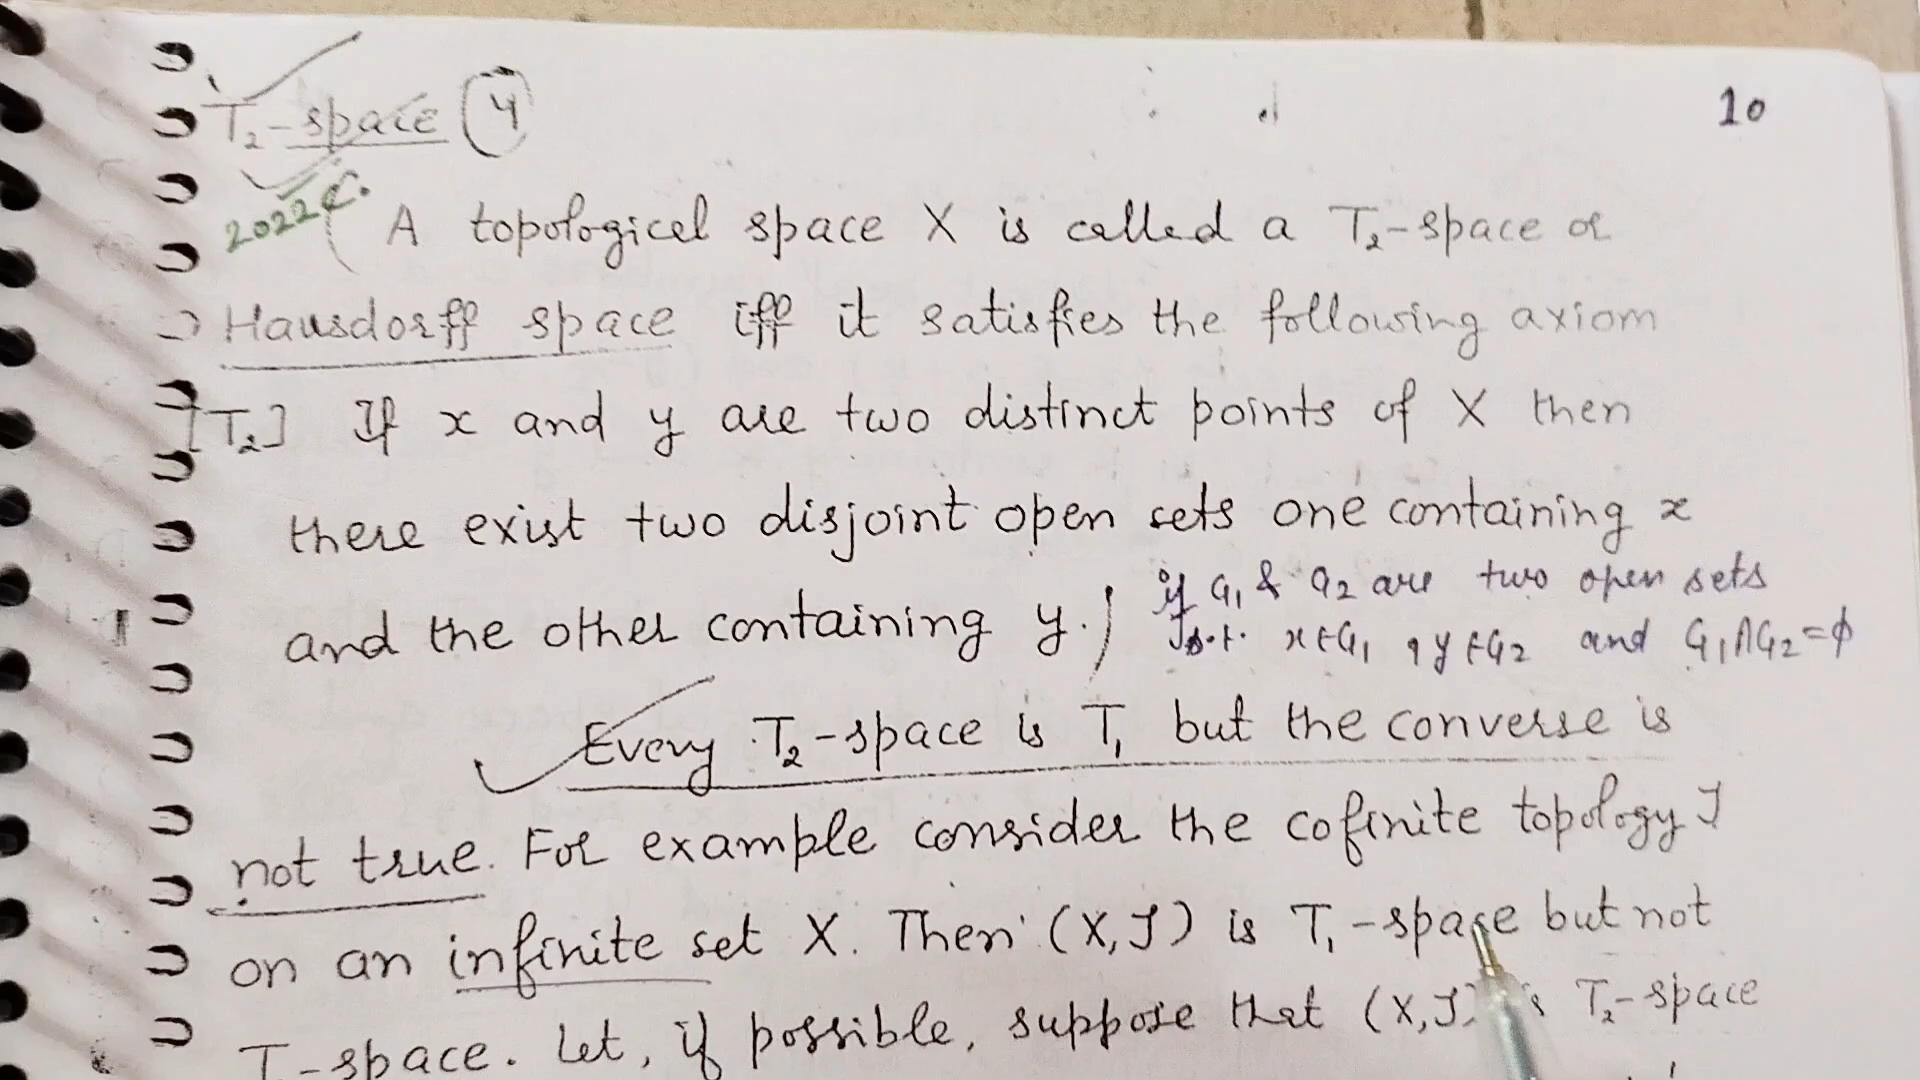 T₂-space (4)
10
2022 C.
A topological space X is called a T₂-space or
Hausdorff space iff it satisfies the following axiom
[T₂] If x and y are two distinct points of X then
there exist two disjoint open sets one containing x
and the other containing y.)
if G₁ & G₂ are two open sets
s.t. x∈G₁, y∈G₂ and G₁∩G₂=ϕ
Every T₂-space is T₁ but the converse is
not true. For example consider the cofinite topology J
on an infinite set X. Then (X,J) is T₁-space but not
T-space. Let, if possible, suppose that (X,J) is T₂-space